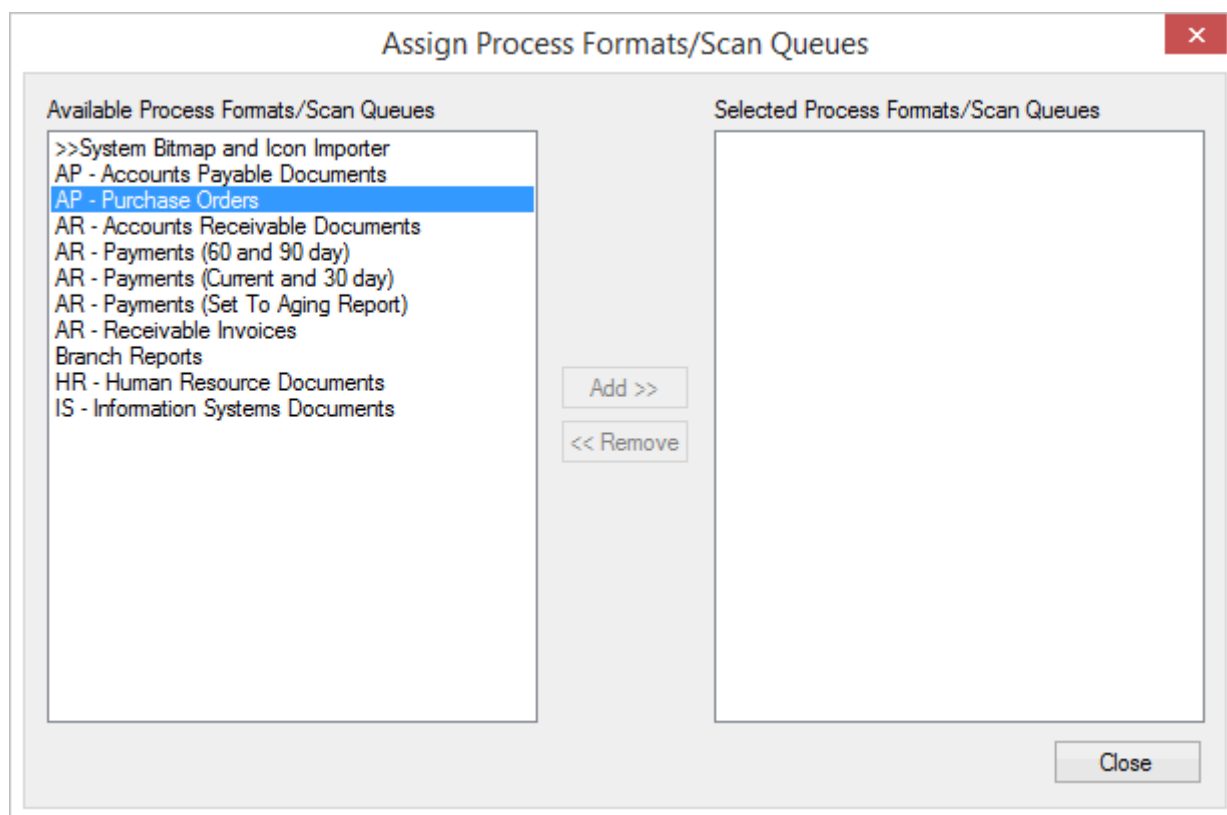 Assign Process Formats/Scan Queues
Available Process Formats/Scan Queues
>>System Bitmap and Icon Importer
AP - Accounts Payable Documents
AP - Purchase Orders
AR - Accounts Receivable Documents
AR - Payments (60 and 90 day)
AR - Payments (Current and 30 day)
AR - Payments (Set To Aging Report)
AR - Receivable Invoices
Branch Reports
HR - Human Resource Documents
IS - Information Systems Documents
Add >>
<< Remove
Selected Process Formats/Scan Queues
Close